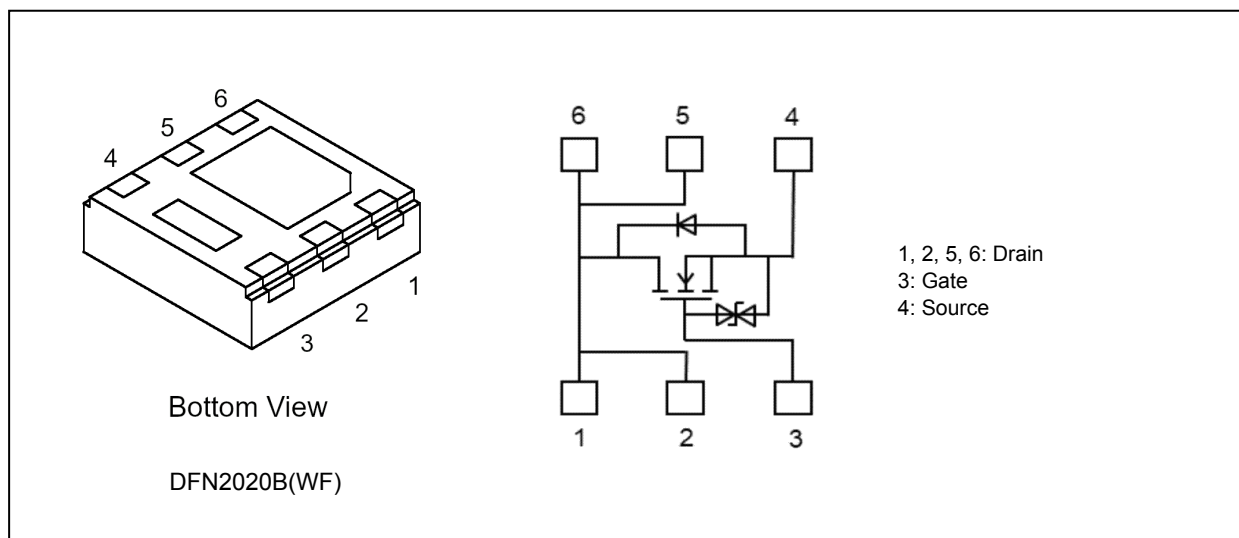 6
5
4
1
2
3
Bottom View
DFN2020B(WF)
6 5 4
1 2 3
1, 2, 5, 6: Drain
3: Gate
4: Source